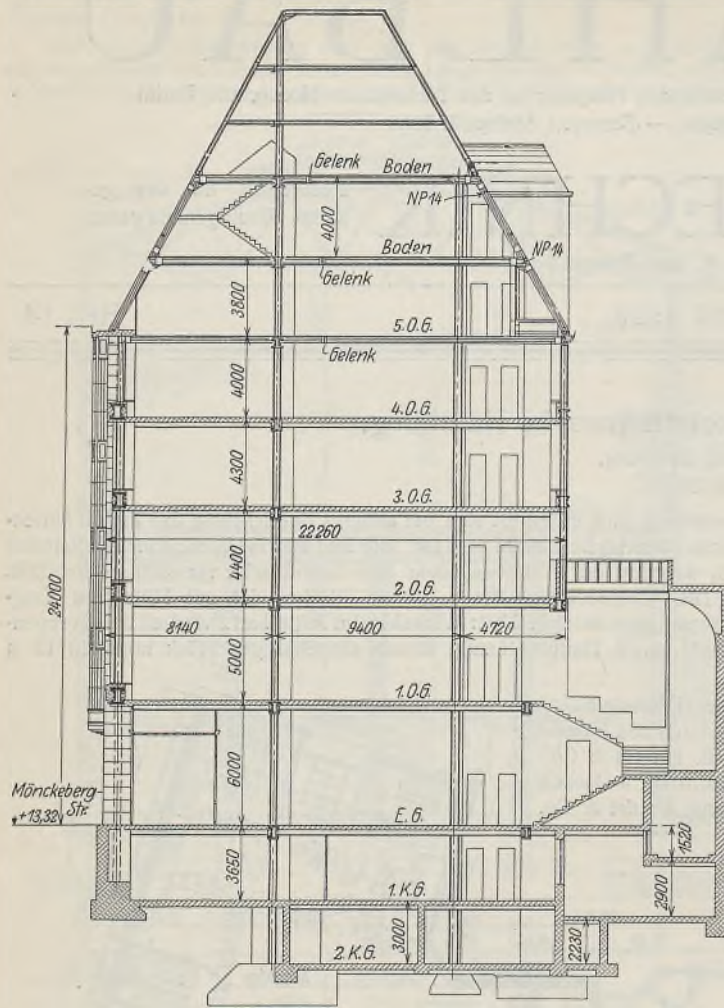 Gelenk
Boden
NP14
4000
Boden
NP14
Gelenk
3800
5.O.G.
Gelenk
4000
4.O.G.
4300
3.O.G.
22260
24000
4400
2.O.G.
8140
9400
4720
5000
1.O.G.
6000
Mönckeberg-
Str.
+13,32
E.G.
1520
3650
2900
1.K.G.
3000
2230
2.K.G.